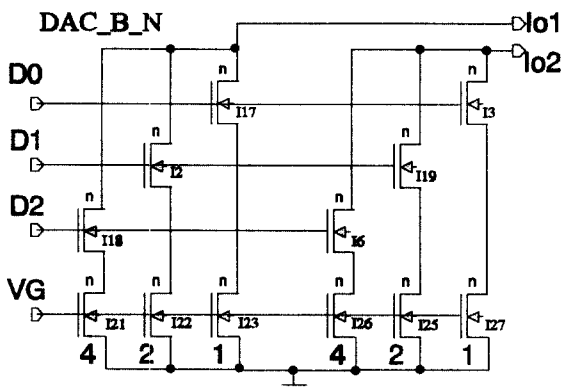 DAC_B_N
Io1
Io2
D0
n
n
I17
I3
D1
n
n
I2
I19
D2
n
n
I18
I6
VG
n
n
n
n
n
n
I21
I22
I23
I26
I25
I27
4
2
1
4
2
1